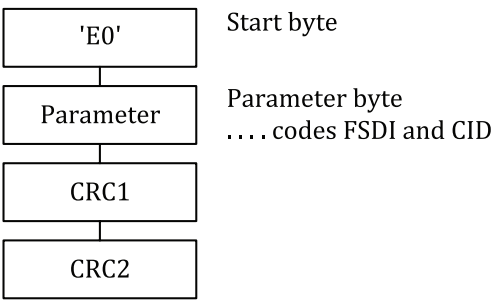 'E0'
Start byte
Parameter
Parameter byte
. . . . codes FSDI and CID
CRC1
CRC2